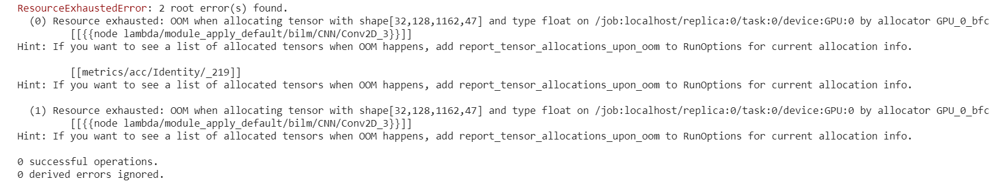 ResourceExhaustedError: 2 root error(s) found.
  (0) Resource exhausted: OOM when allocating tensor with shape[32,128,1162,47] and type float on /job:localhost/replica:0/task:0/device:GPU:0 by allocator GPU_0_bfc
	 [[{{node lambda/module_apply_default/bilm/CNN/Conv2D_3}}]]
Hint: If you want to see a list of allocated tensors when OOM happens, add report_tensor_allocations_upon_oom to RunOptions for current allocation info.

	 [[metrics/acc/Identity/_219]]
Hint: If you want to see a list of allocated tensors when OOM happens, add report_tensor_allocations_upon_oom to RunOptions for current allocation info.

  (1) Resource exhausted: OOM when allocating tensor with shape[32,128,1162,47] and type float on /job:localhost/replica:0/task:0/device:GPU:0 by allocator GPU_0_bfc
	 [[{{node lambda/module_apply_default/bilm/CNN/Conv2D_3}}]]
Hint: If you want to see a list of allocated tensors when OOM happens, add report_tensor_allocations_upon_oom to RunOptions for current allocation info.

0 successful operations.
0 derived errors ignored.